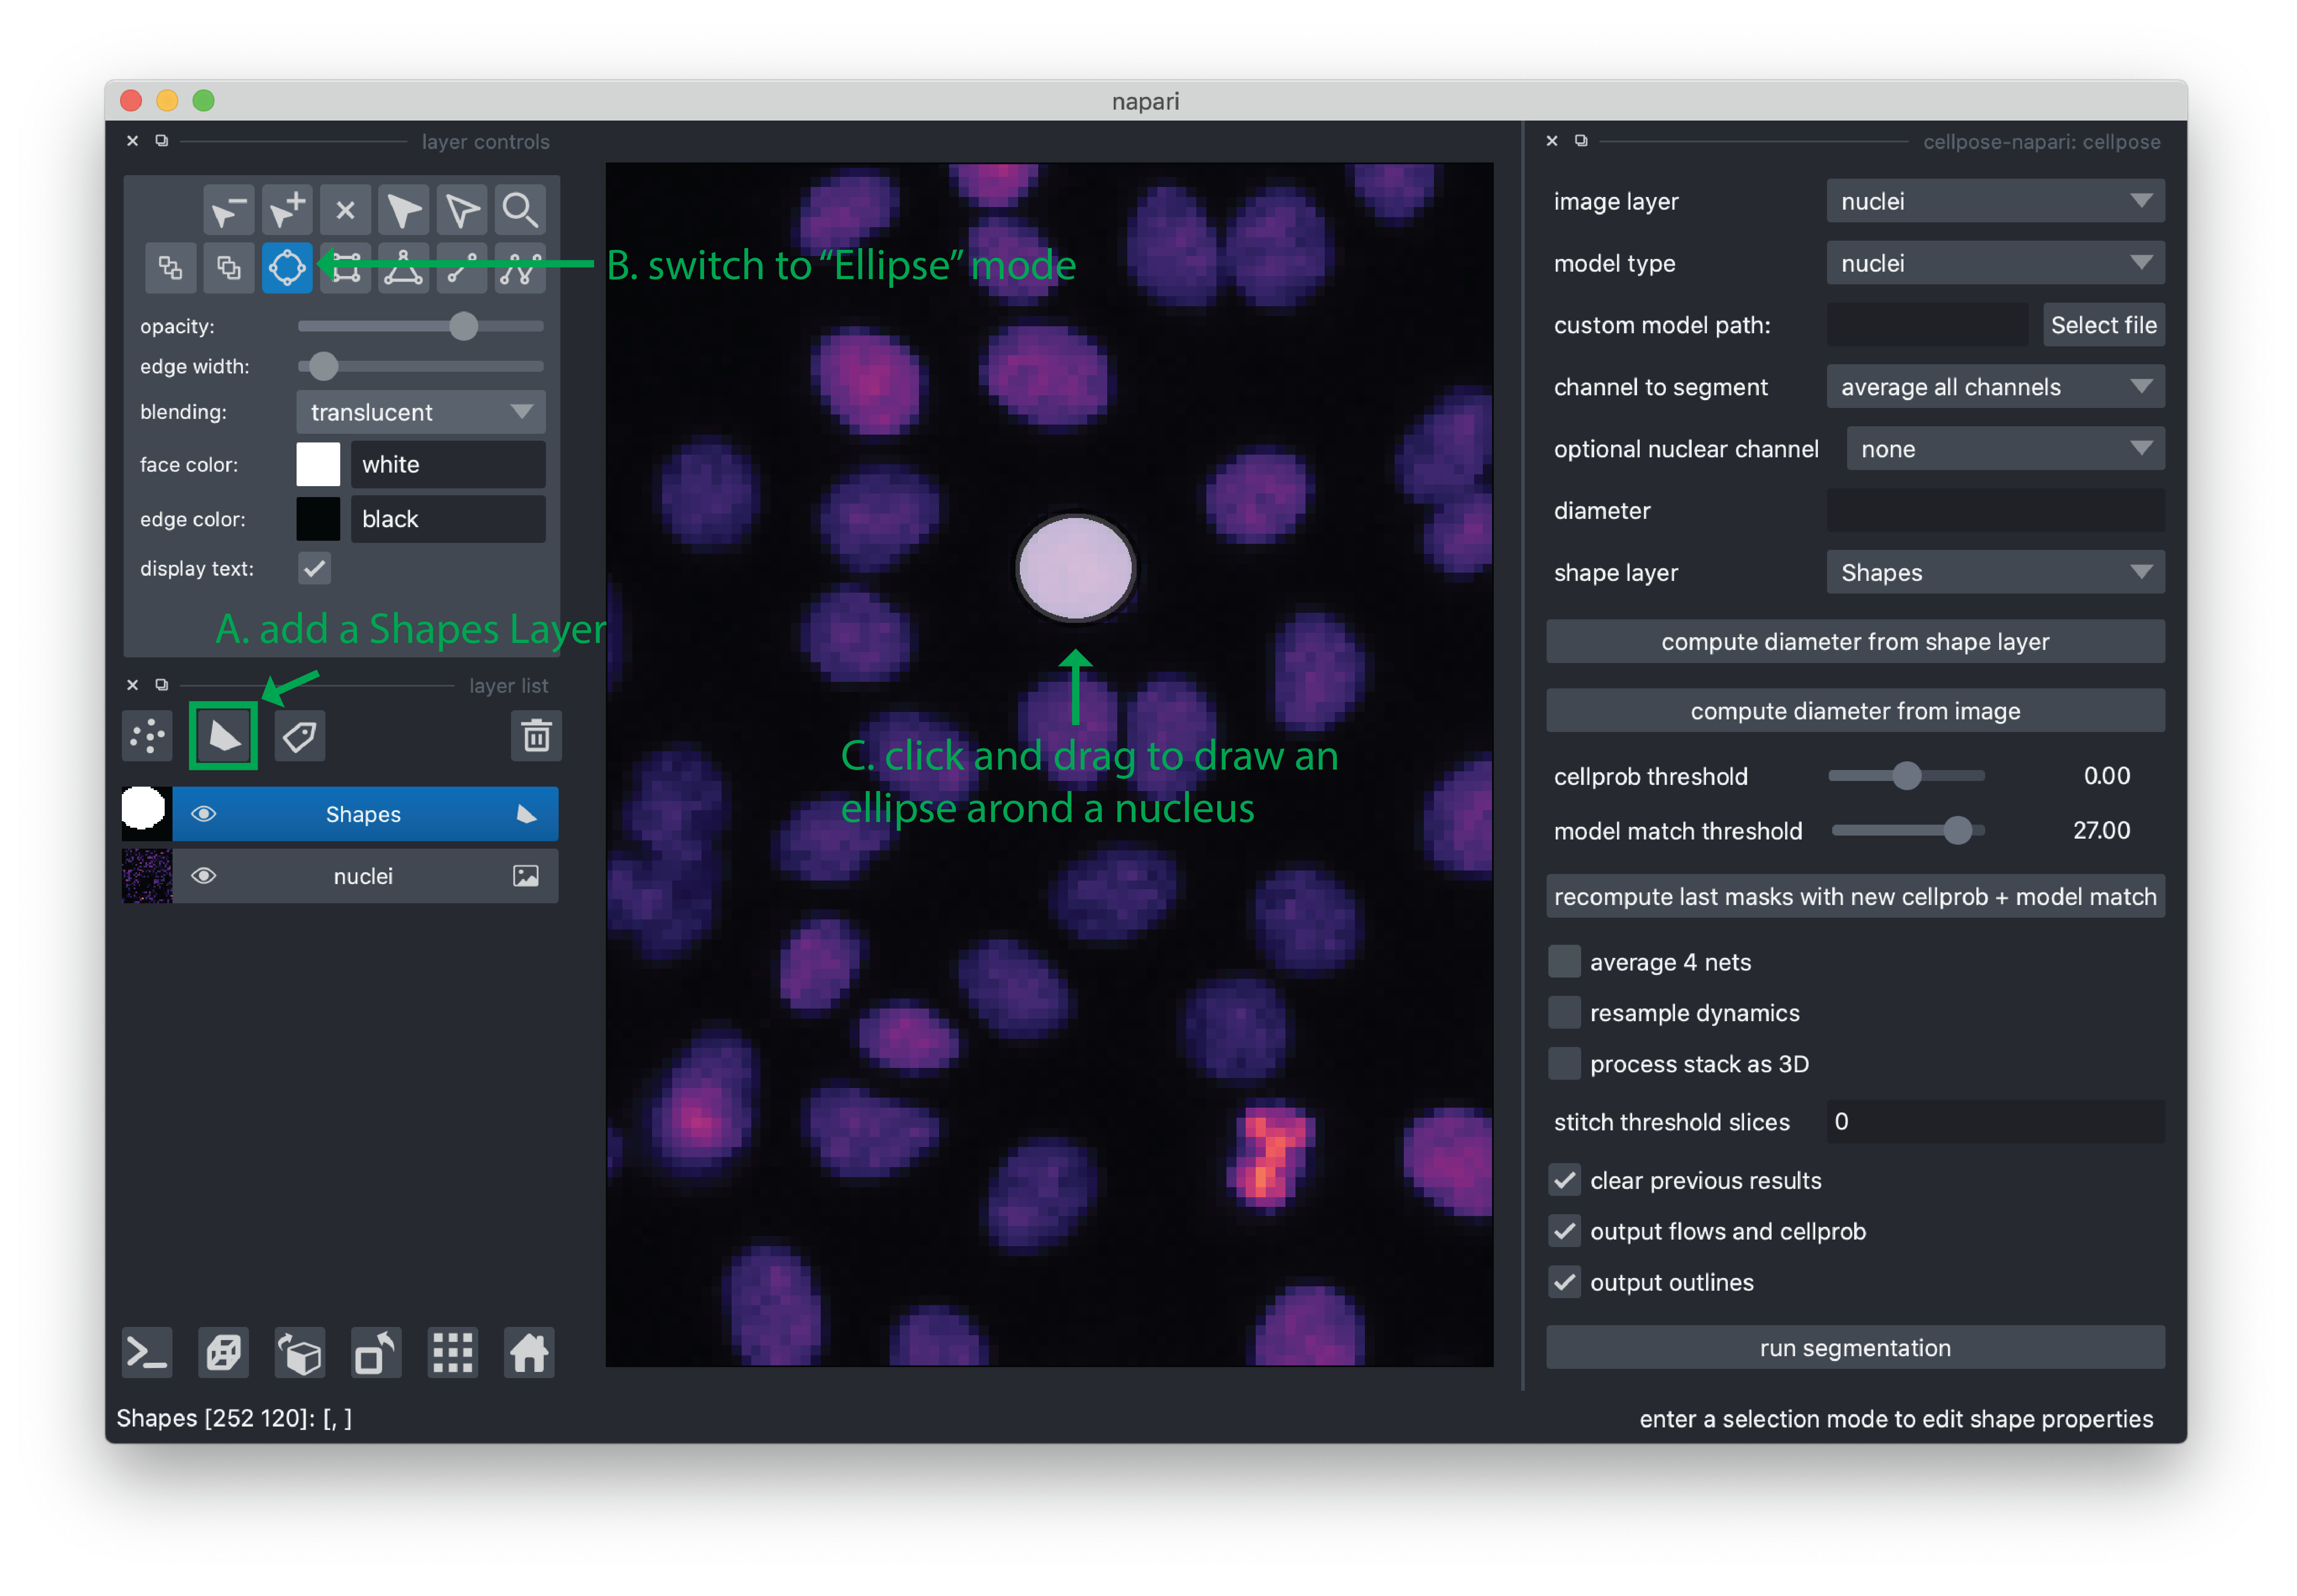 napari
layer controls
B. switch to “Ellipse” mode
opacity:
edge width:
blending: translucent
face color: white
edge color: black
display text:
A. add a Shapes Layer
layer list
Shapes
nuclei
C. click and drag to draw an
ellipse arond a nucleus
Shapes [252 120]: [, ]
cellpose-napari: cellpose
image layer nuclei
model type nuclei
custom model path: Select file
channel to segment average all channels
optional nuclear channel none
diameter
shape layer Shapes
compute diameter from shape layer
compute diameter from image
cellprob threshold 0.00
model match threshold 27.00
recompute last masks with new cellprob + model match
average 4 nets
resample dynamics
process stack as 3D
stitch threshold slices 0
clear previous results
output flows and cellprob
output outlines
run segmentation
enter a selection mode to edit shape properties